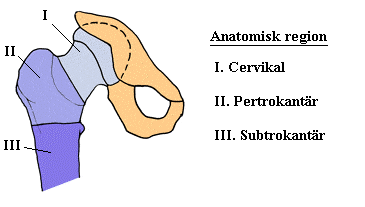 I
II
III
Anatomisk region
I. Cervikal
II. Pertrokantär
III. Subtrokantär